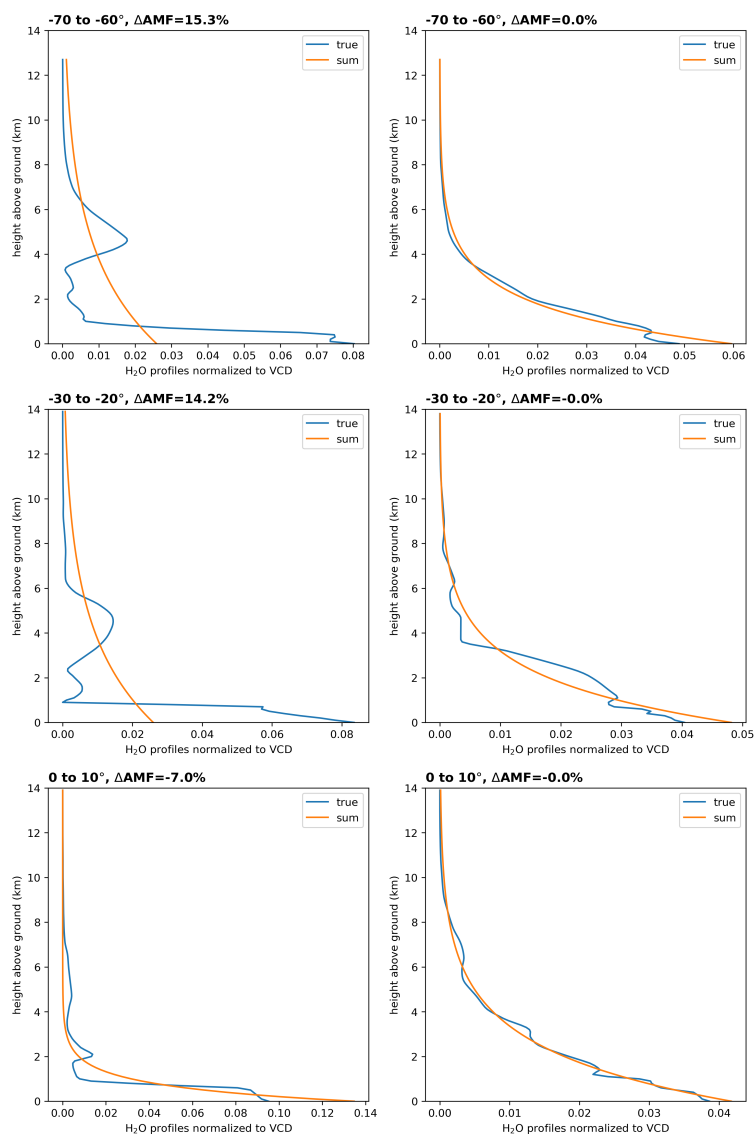 -70 to -60°, ΔAMF=15.3%
14
12
10
8
6
4
2
0
height above ground (km)
true
sum
0.00 0.01 0.02 0.03 0.04 0.05 0.06 0.07 0.08
H₂O profiles normalized to VCD
-70 to -60°, ΔAMF=0.0%
14
12
10
8
6
4
2
0
height above ground (km)
true
sum
0.00 0.01 0.02 0.03 0.04 0.05 0.06
H₂O profiles normalized to VCD
-30 to -20°, ΔAMF=14.2%
14
12
10
8
6
4
2
0
height above ground (km)
true
sum
0.00 0.02 0.04 0.06 0.08
H₂O profiles normalized to VCD
-30 to -20°, ΔAMF=-0.0%
14
12
10
8
6
4
2
0
height above ground (km)
true
sum
0.00 0.01 0.02 0.03 0.04 0.05
H₂O profiles normalized to VCD
0 to 10°, ΔAMF=-7.0%
14
12
10
8
6
4
2
0
height above ground (km)
true
sum
0.00 0.02 0.04 0.06 0.08 0.10 0.12 0.14
H₂O profiles normalized to VCD
0 to 10°, ΔAMF=-0.0%
14
12
10
8
6
4
2
0
height above ground (km)
true
sum
0.00 0.01 0.02 0.03 0.04
H₂O profiles normalized to VCD